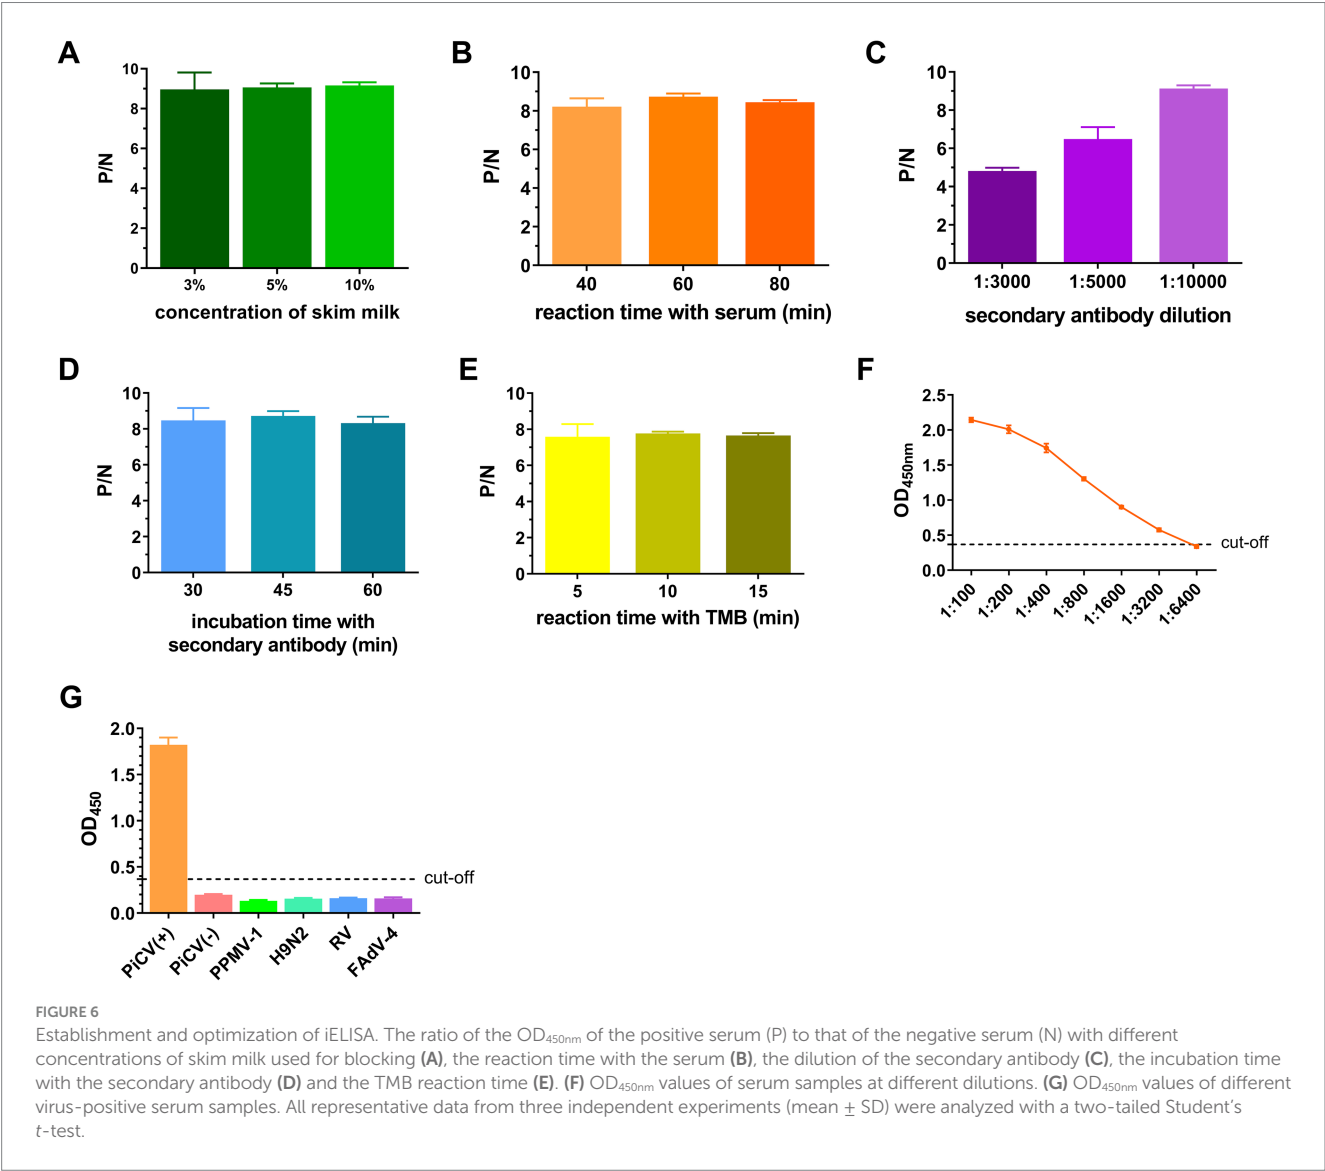 A
10
8
6
4
2
0
P/N
3% 5% 10%
concentration of skim milk
B
10
8
6
4
2
0
P/N
40 60 80
reaction time with serum (min)
C
10
8
6
4
2
0
P/N
1:3000 1:5000 1:10000
secondary antibody dilution
D
10
8
6
4
2
0
P/N
30 45 60
incubation time with
secondary antibody (min)
E
10
8
6
4
2
0
P/N
5 10 15
reaction time with TMB (min)
F
2.5
2.0
1.5
1.0
0.5
0.0
OD450nm
cut-off
1:100 1:200 1:400 1:800 1:1600 1:3200 1:6400
G
2.0
1.5
1.0
0.5
0.0
OD450
cut-off
PiCV(+) PiCV(-) PPMV-1 H9N2 RV FAdV-4
FIGURE 6
Establishment and optimization of iELISA. The ratio of the OD450nm of the positive serum (P) to that of the negative serum (N) with different
concentrations of skim milk used for blocking (A), the reaction time with the serum (B), the dilution of the secondary antibody (C), the incubation time
with the secondary antibody (D) and the TMB reaction time (E). (F) OD450nm values of serum samples at different dilutions. (G) OD450nm values of different
virus-positive serum samples. All representative data from three independent experiments (mean ± SD) were analyzed with a two-tailed Student's
t-test.